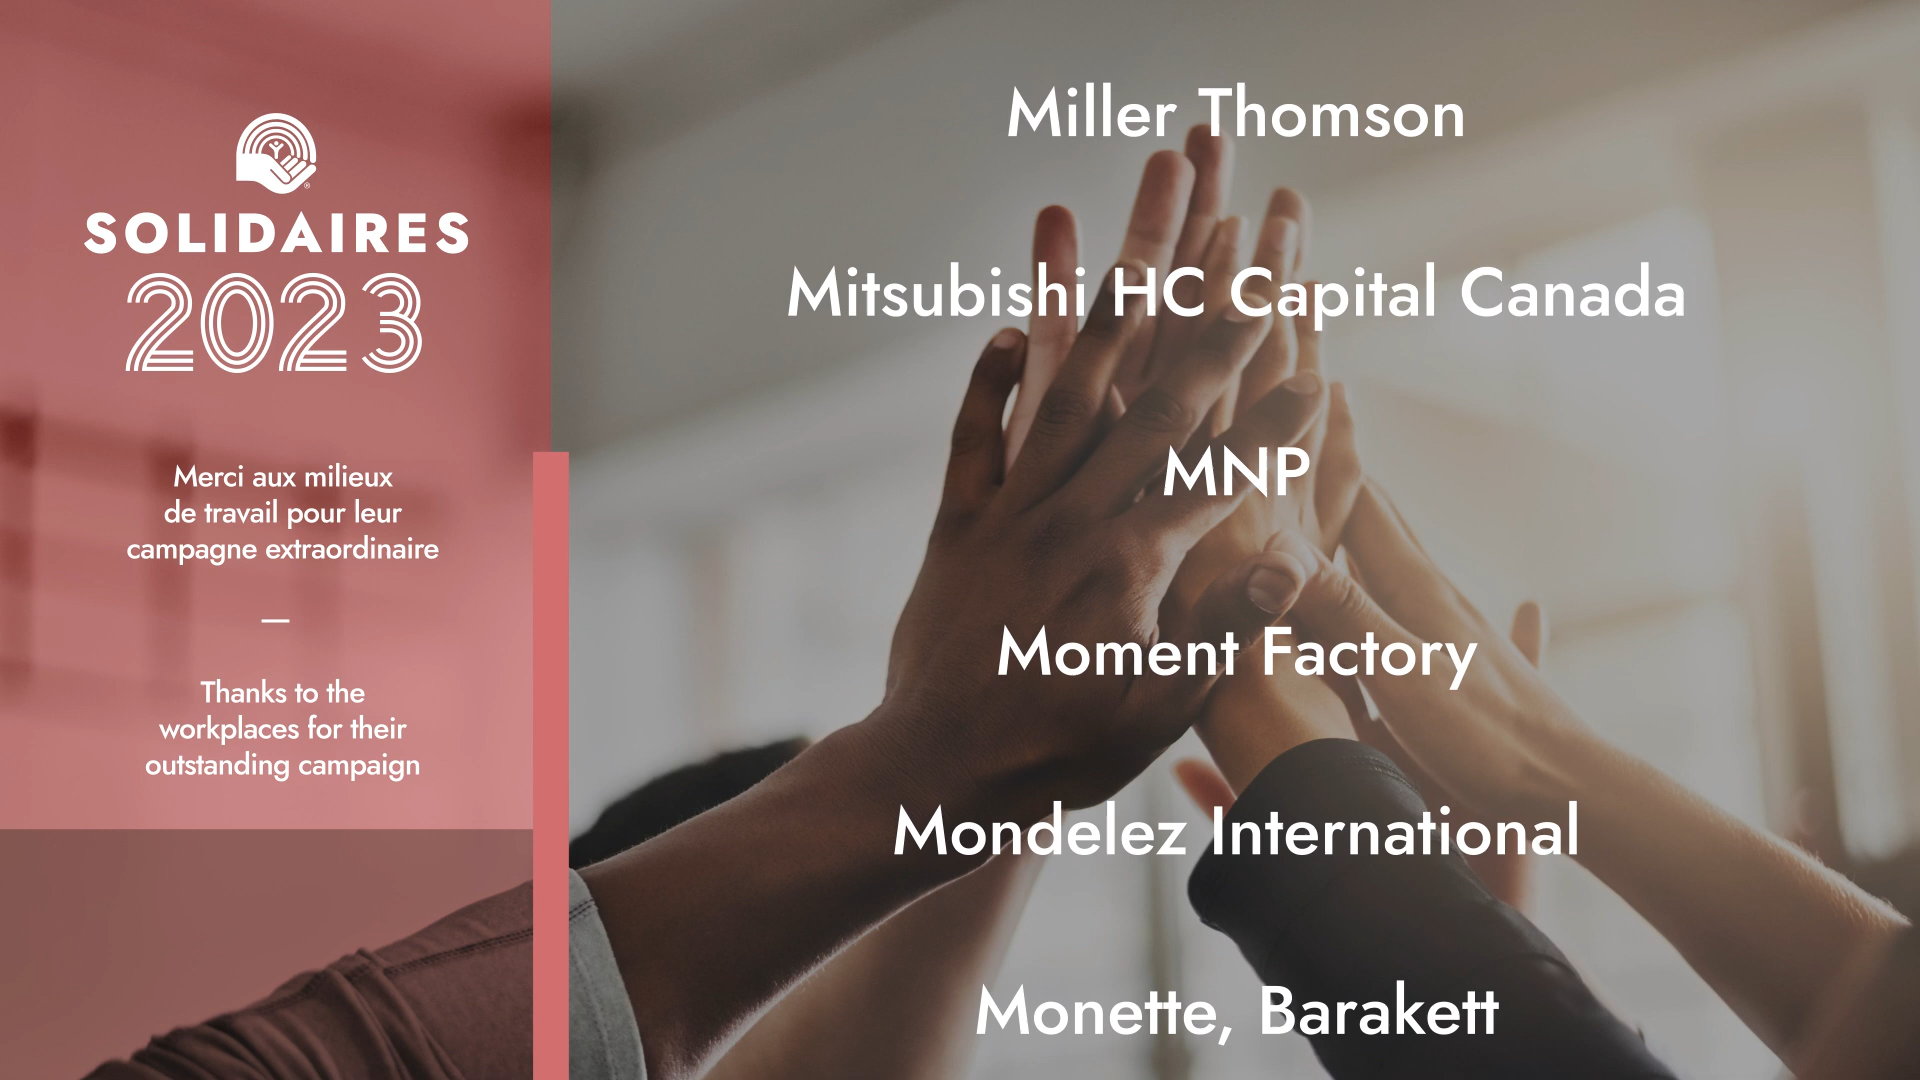 SOLIDAIRES
2023
Merci aux milieux
de travail pour leur
campagne extraordinaire
—
Thanks to the
workplaces for their
outstanding campaign
Miller Thomson
Mitsubishi HC Capital Canada
MNP
Moment Factory
Mondelez International
Monette, Barakett